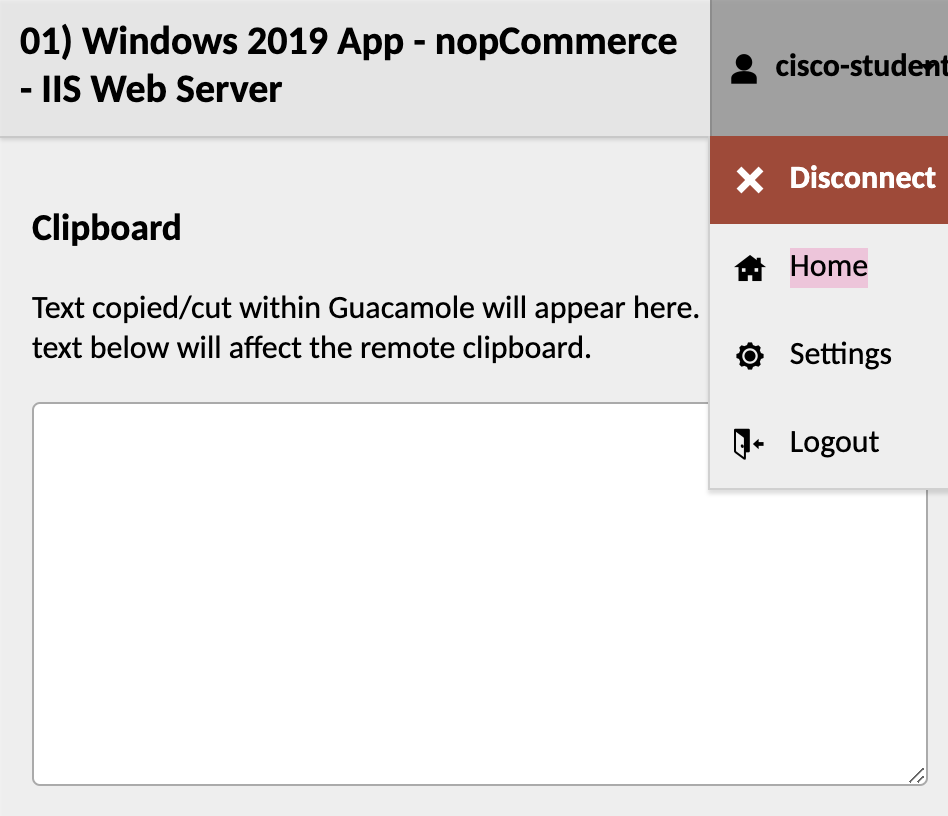 01) Windows 2019 App - nopCommerce
- IIS Web Server
cisco-student
Disconnect
Home
Settings
Logout
Clipboard
Text copied/cut within Guacamole will appear here.
text below will affect the remote clipboard.